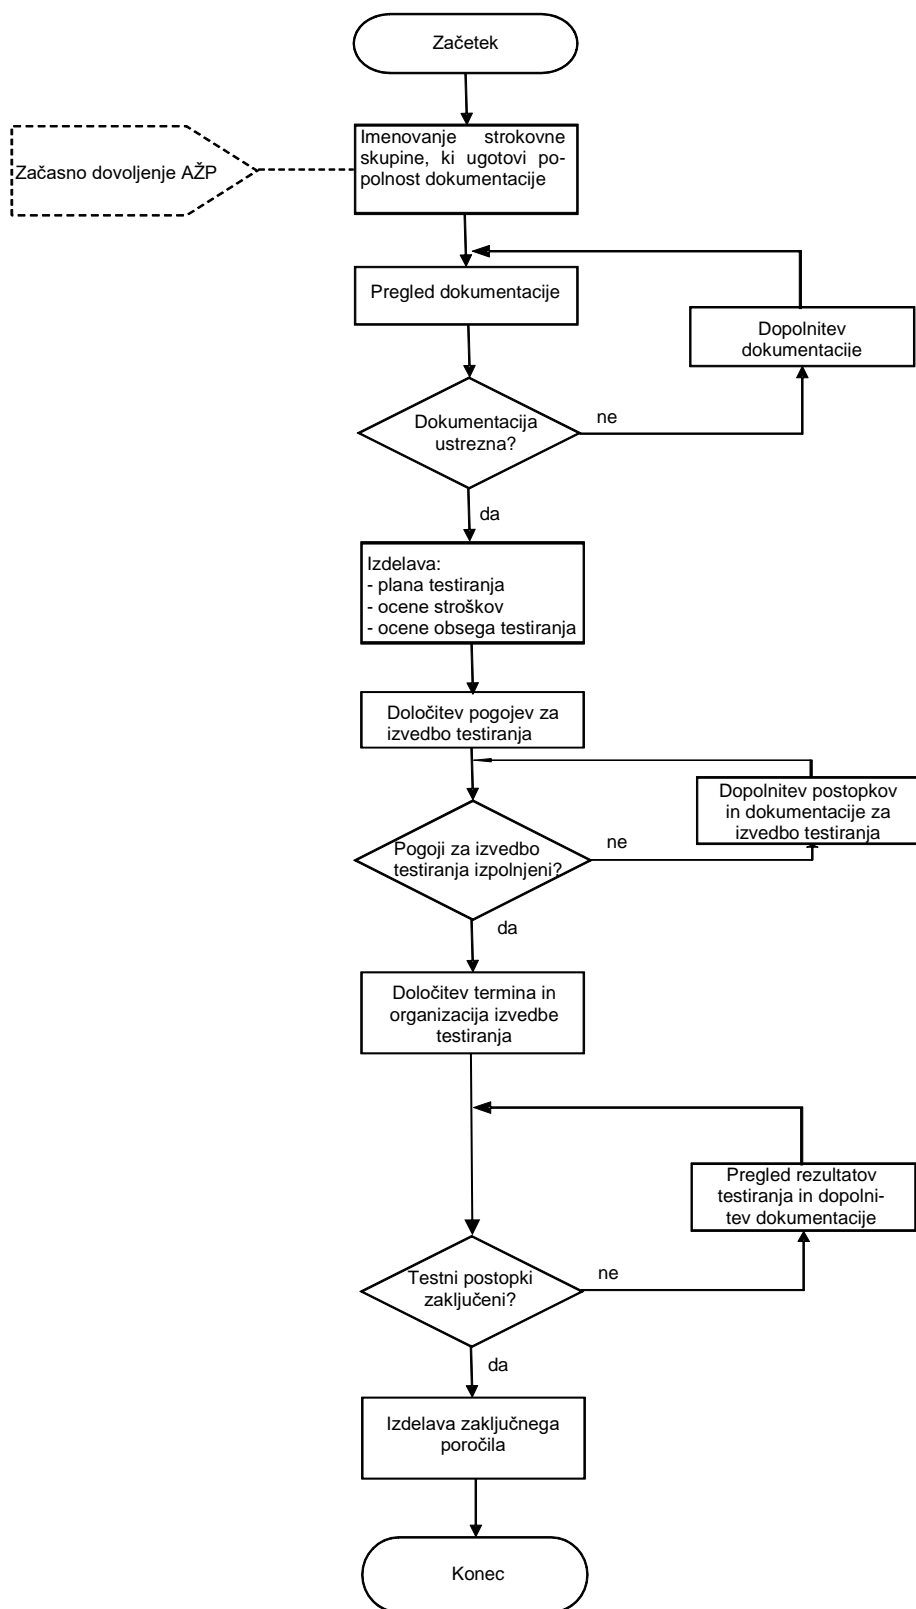 Začetek
Imenovanje strokovne
skupine, ki ugotovi po-
polnost dokumentacije
Začasno dovoljenje AŽP
Pregled dokumentacije
Dopolnitev
dokumentacije
Dokumentacija
ustrezna?
ne
da
Izdelava:
- plana testiranja
- ocene stroškov
- ocene obsega testiranja
Določitev pogojev za
izvedbo testiranja
Dopolnitev postopkov
in dokumentacije za
izvedbo testiranja
Pogoji za izvedbo
testiranja izpolnjeni?
ne
da
Določitev termina in
organizacija izvedbe
testiranja
Pregled rezultatov
testiranja in dopolni-
tev dokumentacije
Testni postopki
zaključeni?
ne
da
Izdelava zaključnega
poročila
Konec